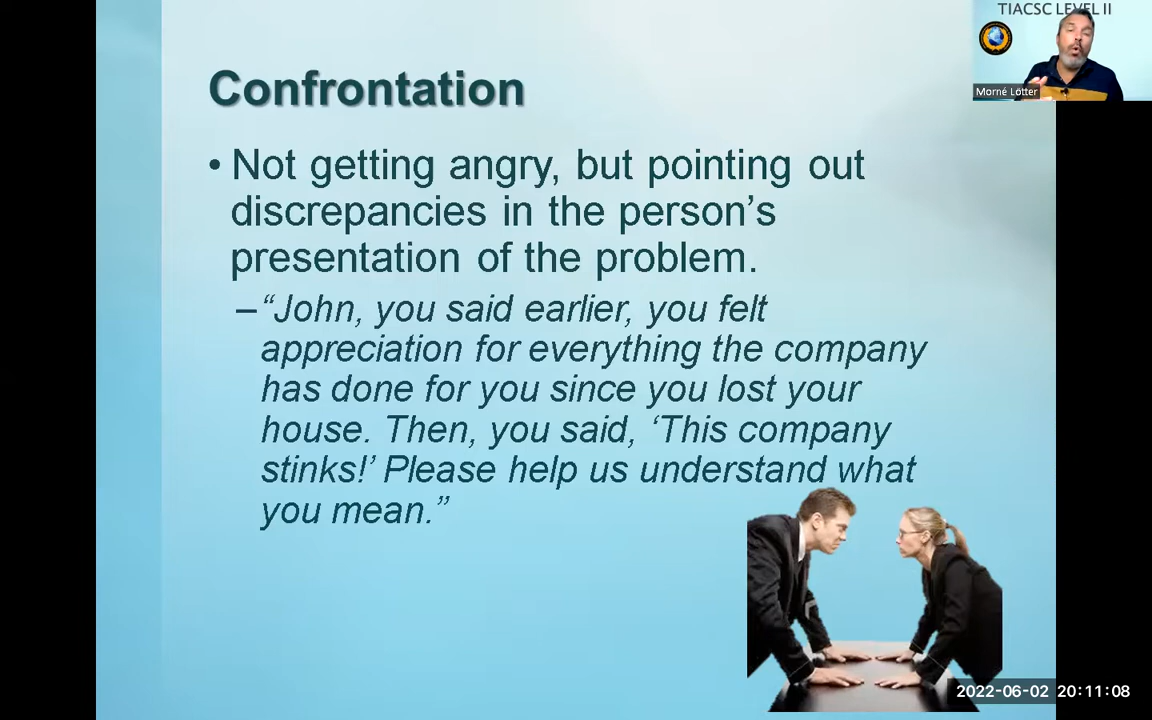 TIACSC LEVEL II
Morné Lötter
Confrontation
• Not getting angry, but pointing out
discrepancies in the person’s
presentation of the problem.
–“John, you said earlier, you felt
appreciation for everything the company
has done for you since you lost your
house. Then, you said, ‘This company
stinks!’ Please help us understand what
you mean.”
2022-06-02 20:11:08